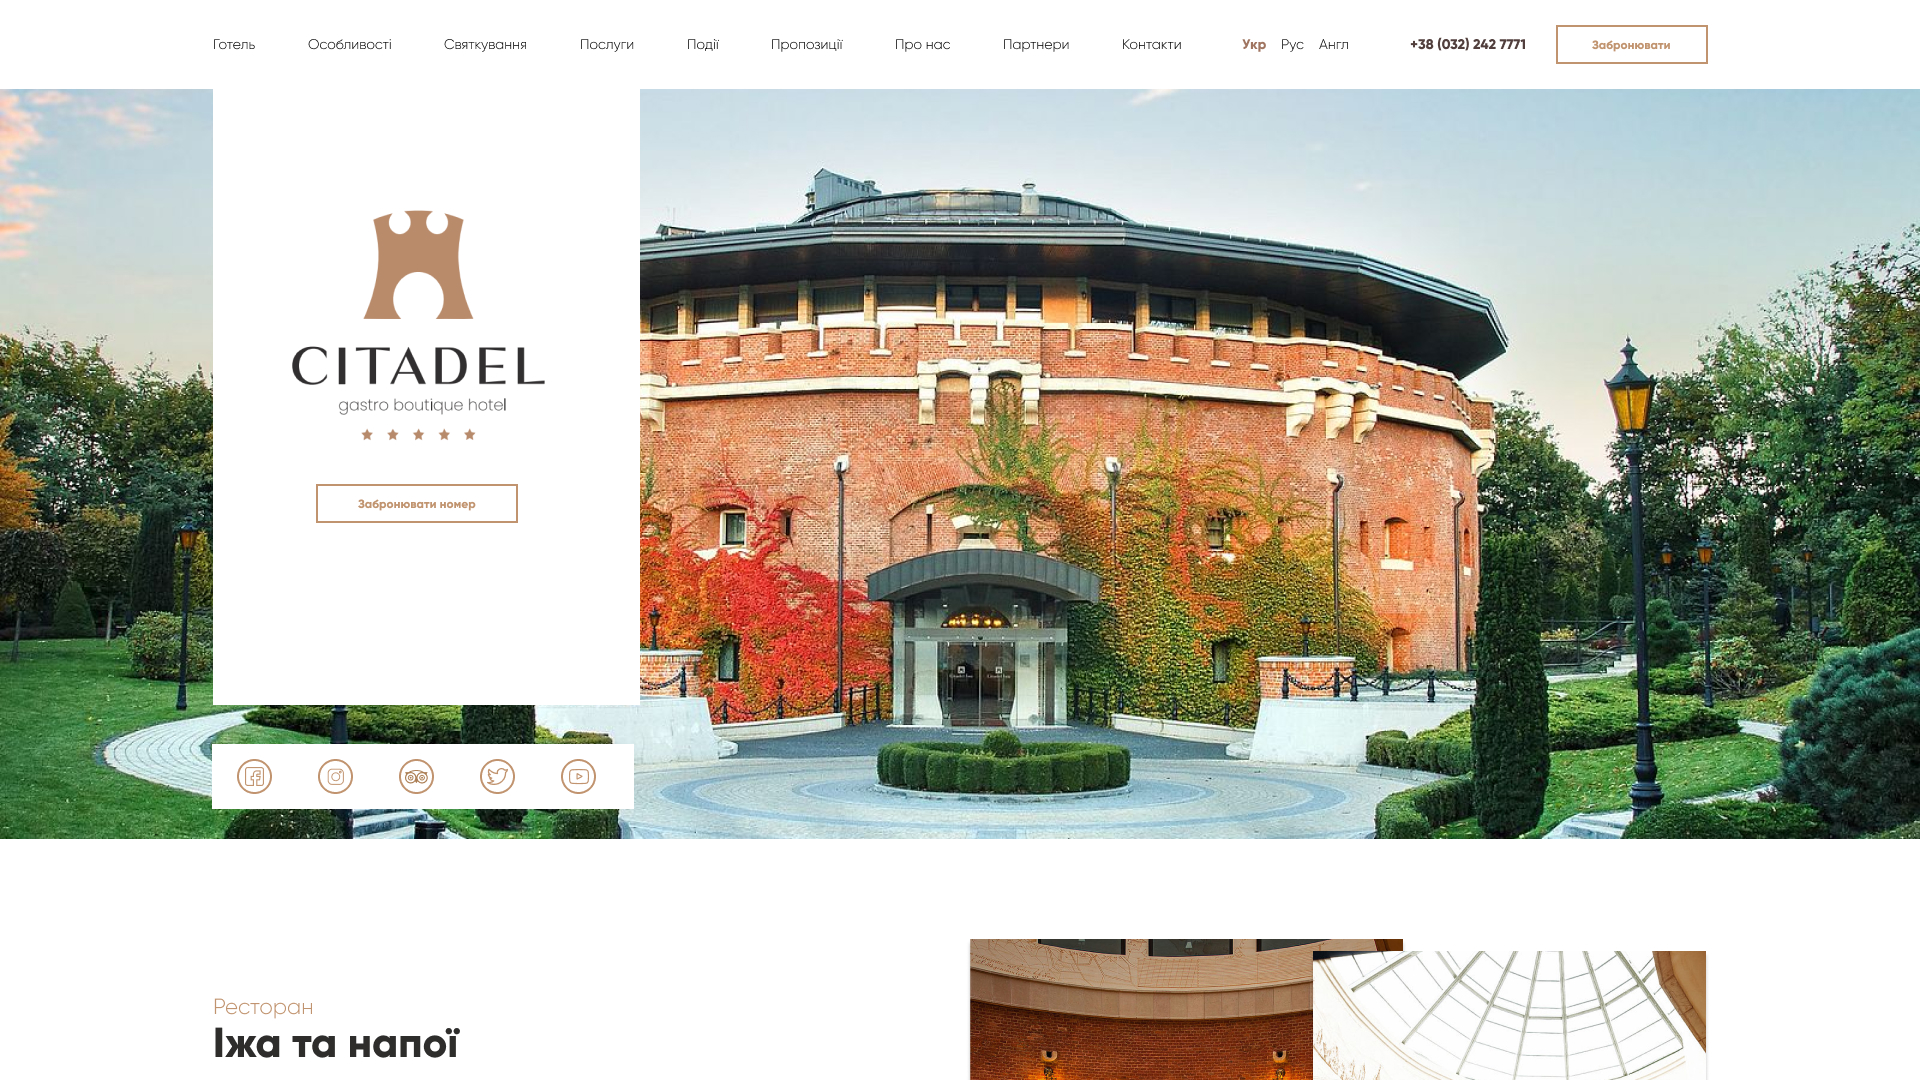 Готель
Особливості
Святкування
Послуги
Події
Пропозиції
Про нас
Партнери
Контакти
Укр
Рус
Англ
+38 (032) 242 7771
Забронювати
CITADEL
gastro boutique hotel
Забронювати номер
Ресторан
Їжа та напої